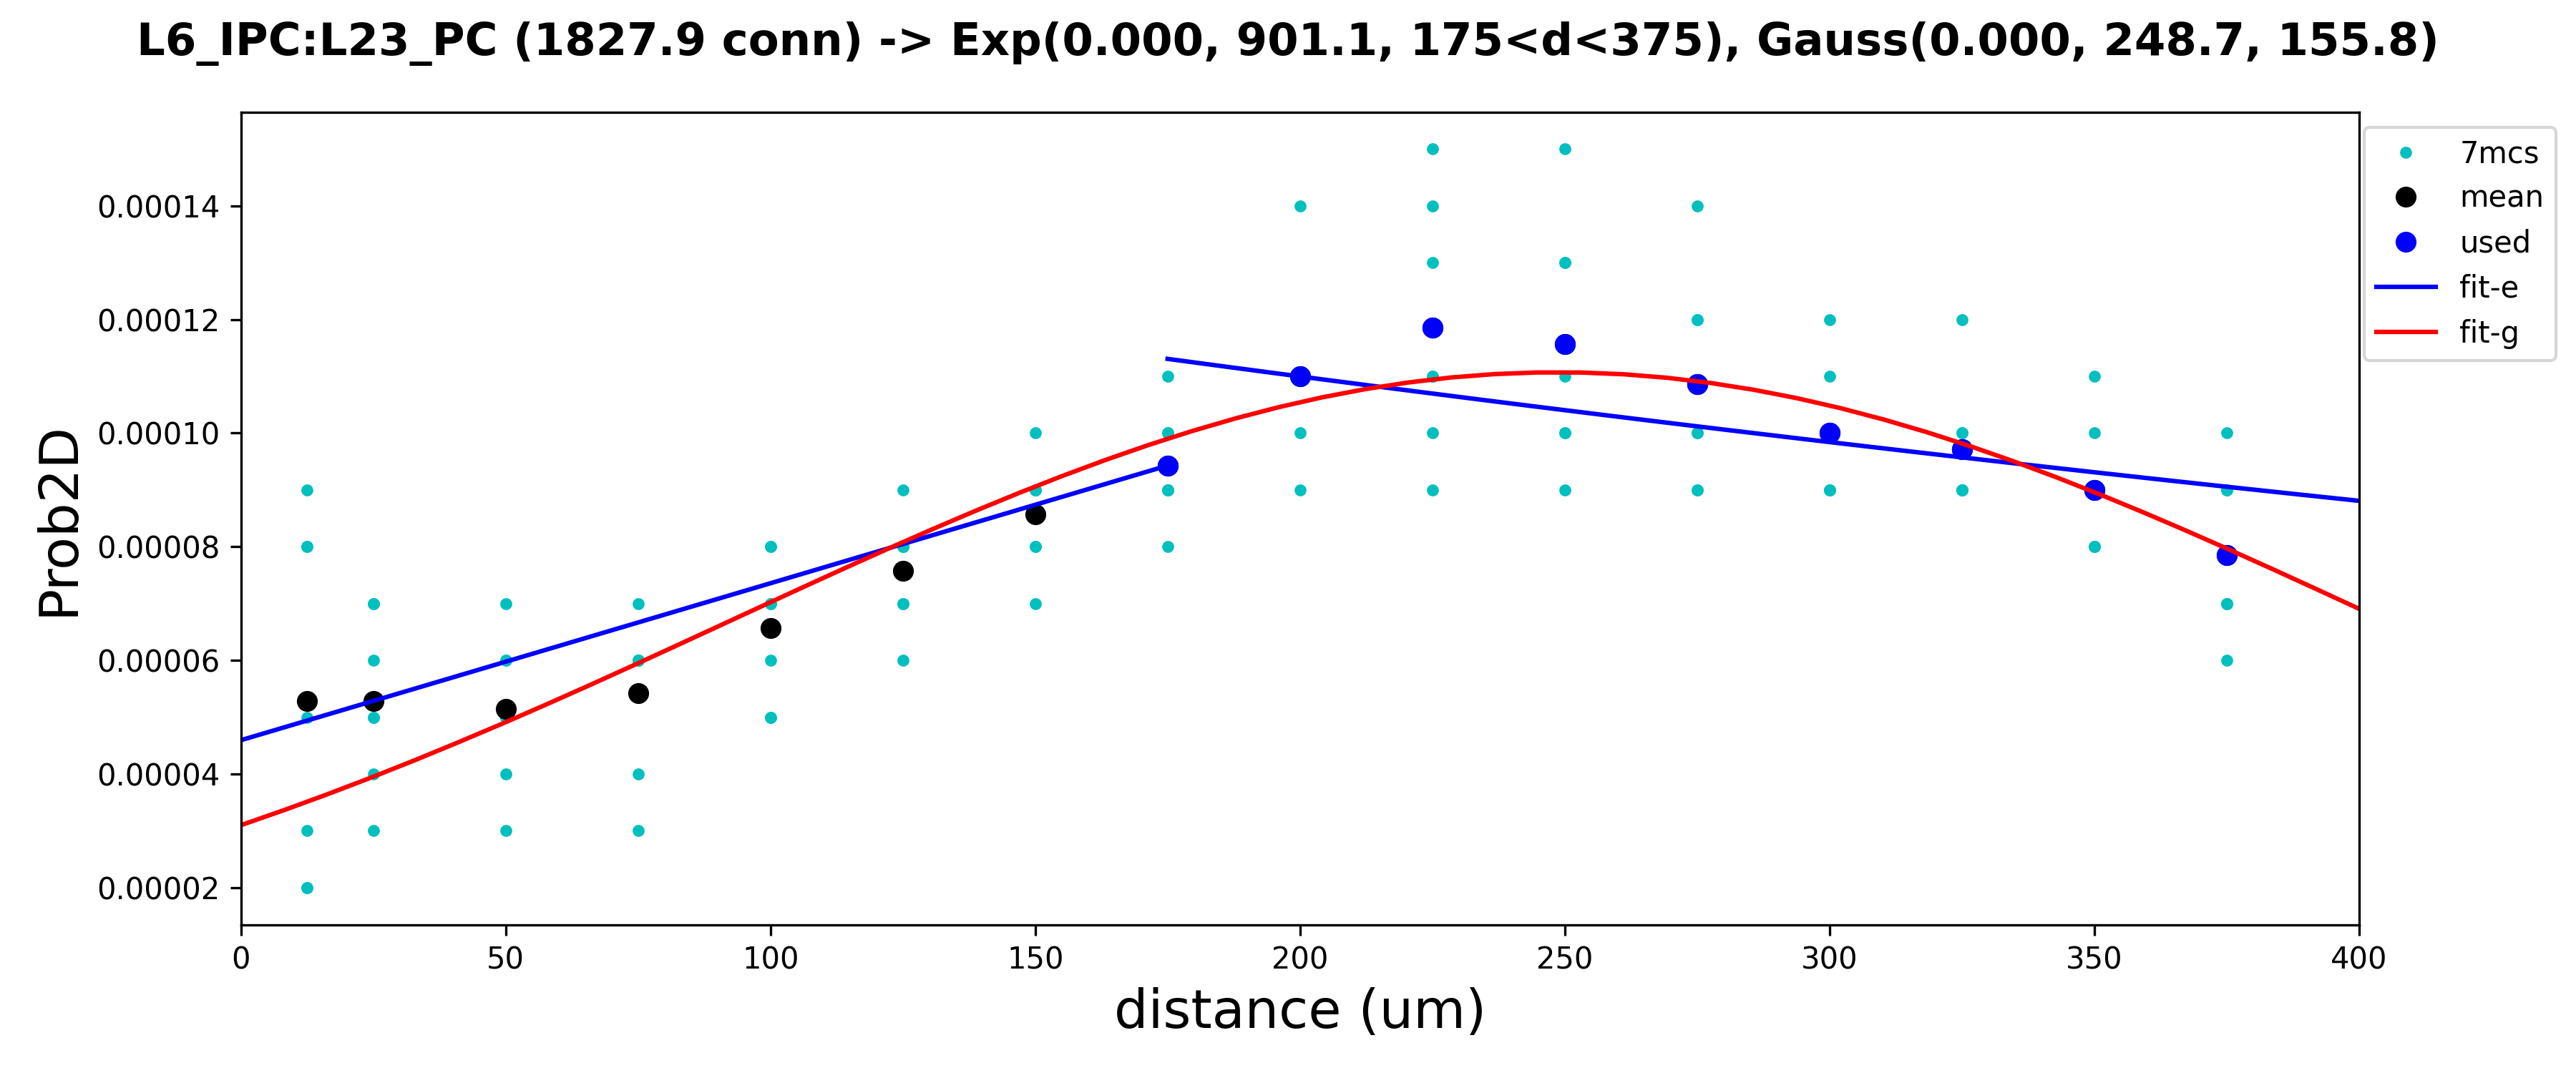 L6_IPC:L23_PC (1827.9 conn) -> Exp(0.000, 901.1, 175<d<375), Gauss(0.000, 248.7, 155.8)
7mcs
mean
used
fit-e
fit-g
Prob2D
0.00014
0.00012
0.00010
0.00008
0.00006
0.00004
0.00002
0 50 100 150 200 250 300 350 400
distance (um)